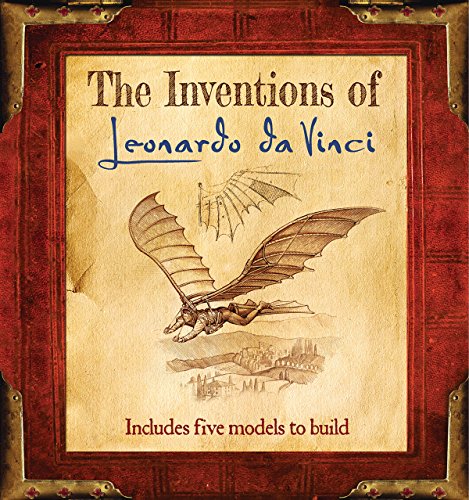 The Inventions of
Leonardo da Vinci
Includes five models to build